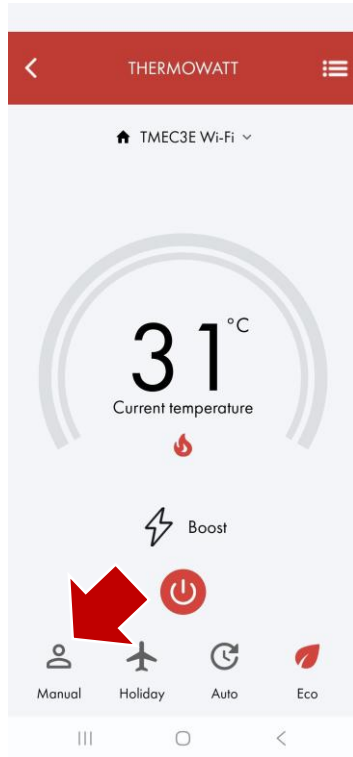 THERMOWATT
TMEC3E Wi-Fi
31°C
Current temperature
Boost
Manual Holiday Auto Eco